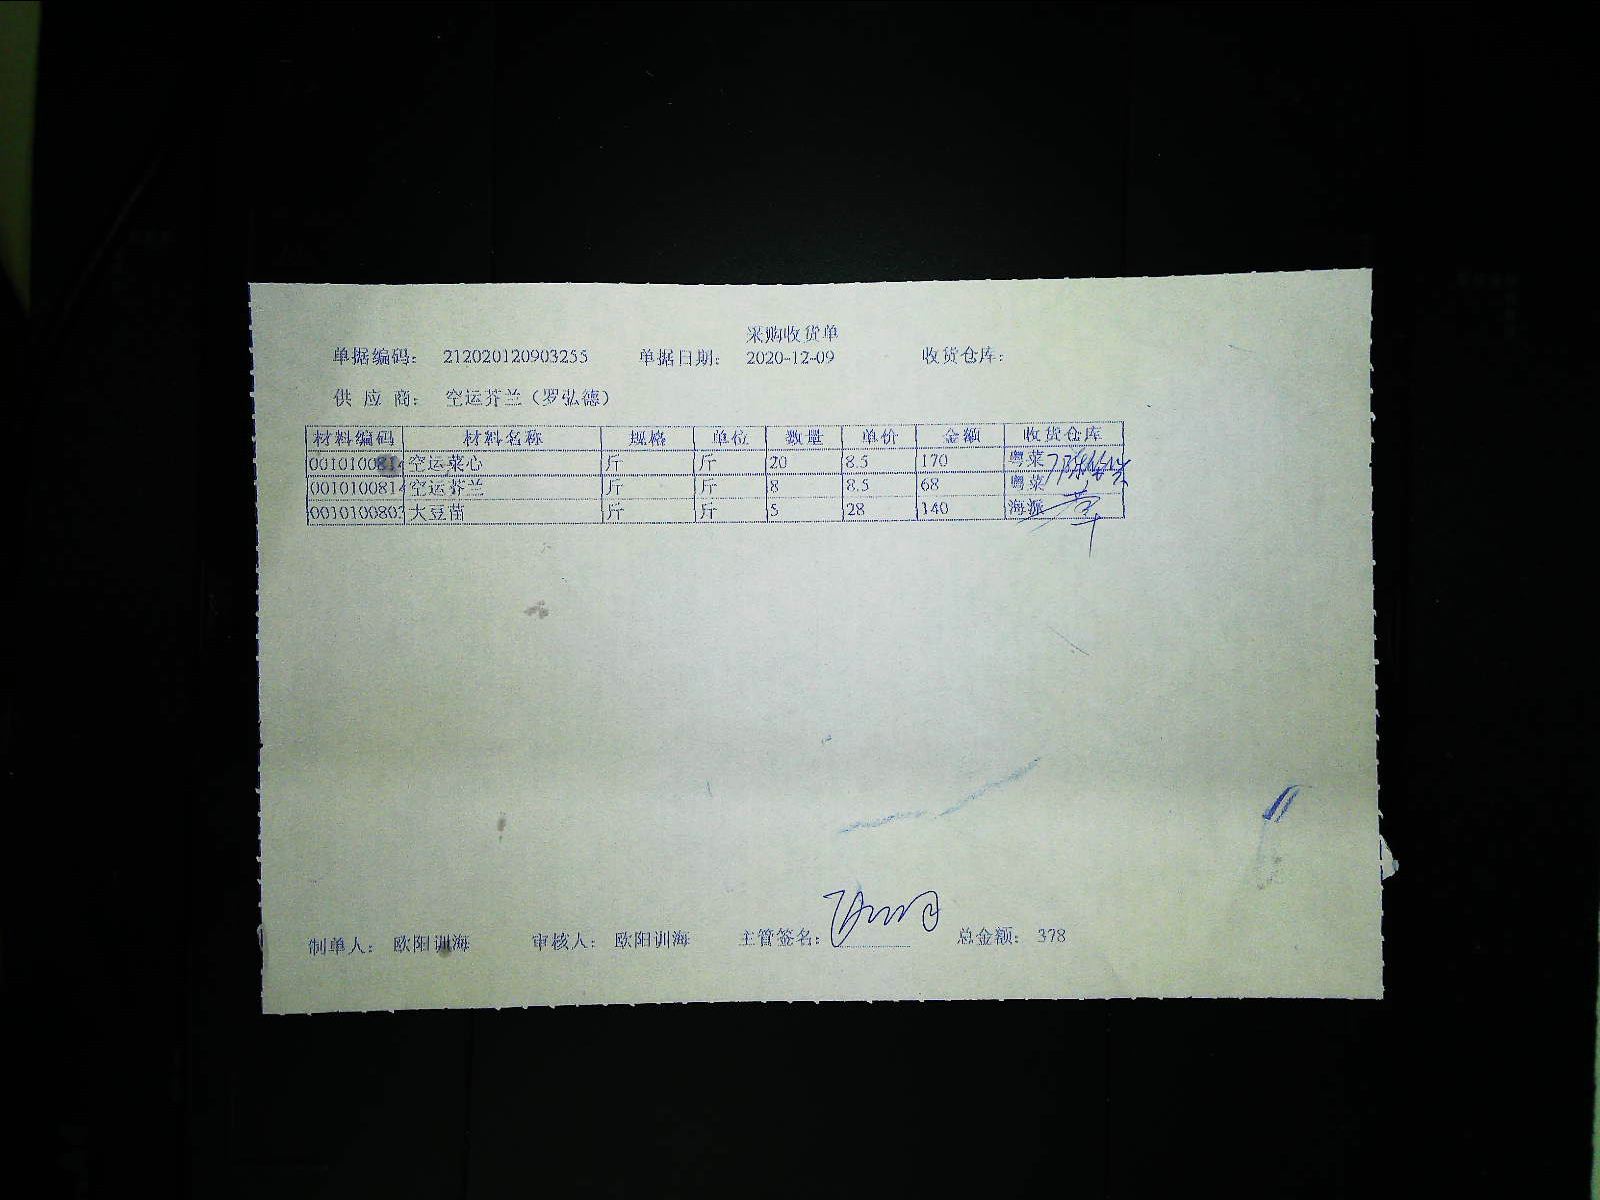 采购收货单
单据编码: 212020120903255 单据日期: 2020-12-09 收货仓库:
供 应 商: 空运芥兰(罗弘德)
材料编码 材料名称 规格 单位 数量 单价 金额 收货仓库
0010100814 空运菜心 斤 斤 20 8.5 170 粤菜
0010100814 空运芥兰 斤 斤 8 8.5 68 粤菜
001010080 大豆苗 斤 斤 5 28 140 海派
制单人: 欧阳训海 审核人: 欧阳训海 主管签名: 总金额: 378